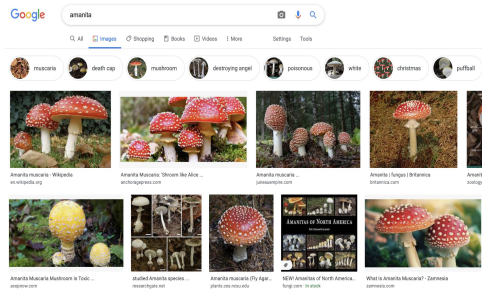 Google
amanita
All Images Shopping Books Videos More Settings Tools
muscaria death cap mushroom destroying angel poisonous white christmas puffball
Amanita Muscaria - Wikipedia
en.wikipedia.org
Amanita Muscaria: 'Shroom like Alice ...
anchoragepress.com
Amanita muscaria ...
juneauempire.com
Amanita | fungus | Britannica
britannica.com
Amanit
zoology
Amanita Muscaria Mushroom Is Toxic ...
studied Amanita species ...
researchgate.net
Amanita muscaria (Fly Agar...
plants.ces.ncsu.edu
AMANITAS OF NORTH AMERICA
NEW! Amanitas of North America...
fungi.com · In stock
What is Amanita Muscaria? - Zamnesia
zamnesia.com